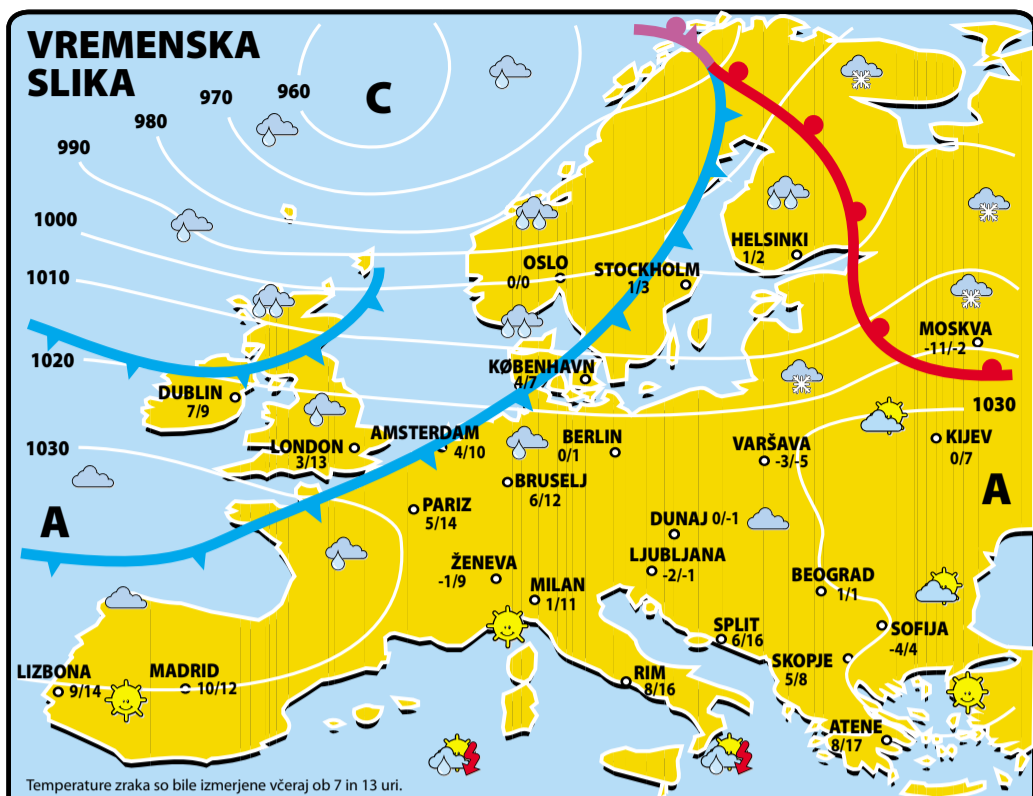 VREMENSKA
SLIKA
C
960
970
980
990
1000
1010
1020
1030
A
HELSINKI
1/2
OSLO
0/0
STOCKHOLM
1/3
MOSKVA
-11/-2
KØBENHAVN
4/7
DUBLIN
7/9
1030
LONDON
3/13
AMSTERDAM
4/10
BERLIN
0/1
VARŠAVA
-3/-5
KIJEV
0/7
BRUSELJ
6/12
A
PARIZ
5/14
DUNAJ 0/-1
LJUBLJANA
-2/-1
ŽENEVA
-1/9
MILAN
1/11
BEOGRAD
1/1
SPLIT
6/16
SOFIJA
-4/4
SKOPJE
5/8
LIZBONA
9/14
MADRID
10/12
RIM
8/16
ATENE
8/17
Temperature zraka so bile izmerjene včeraj ob 7 in 13 uri.